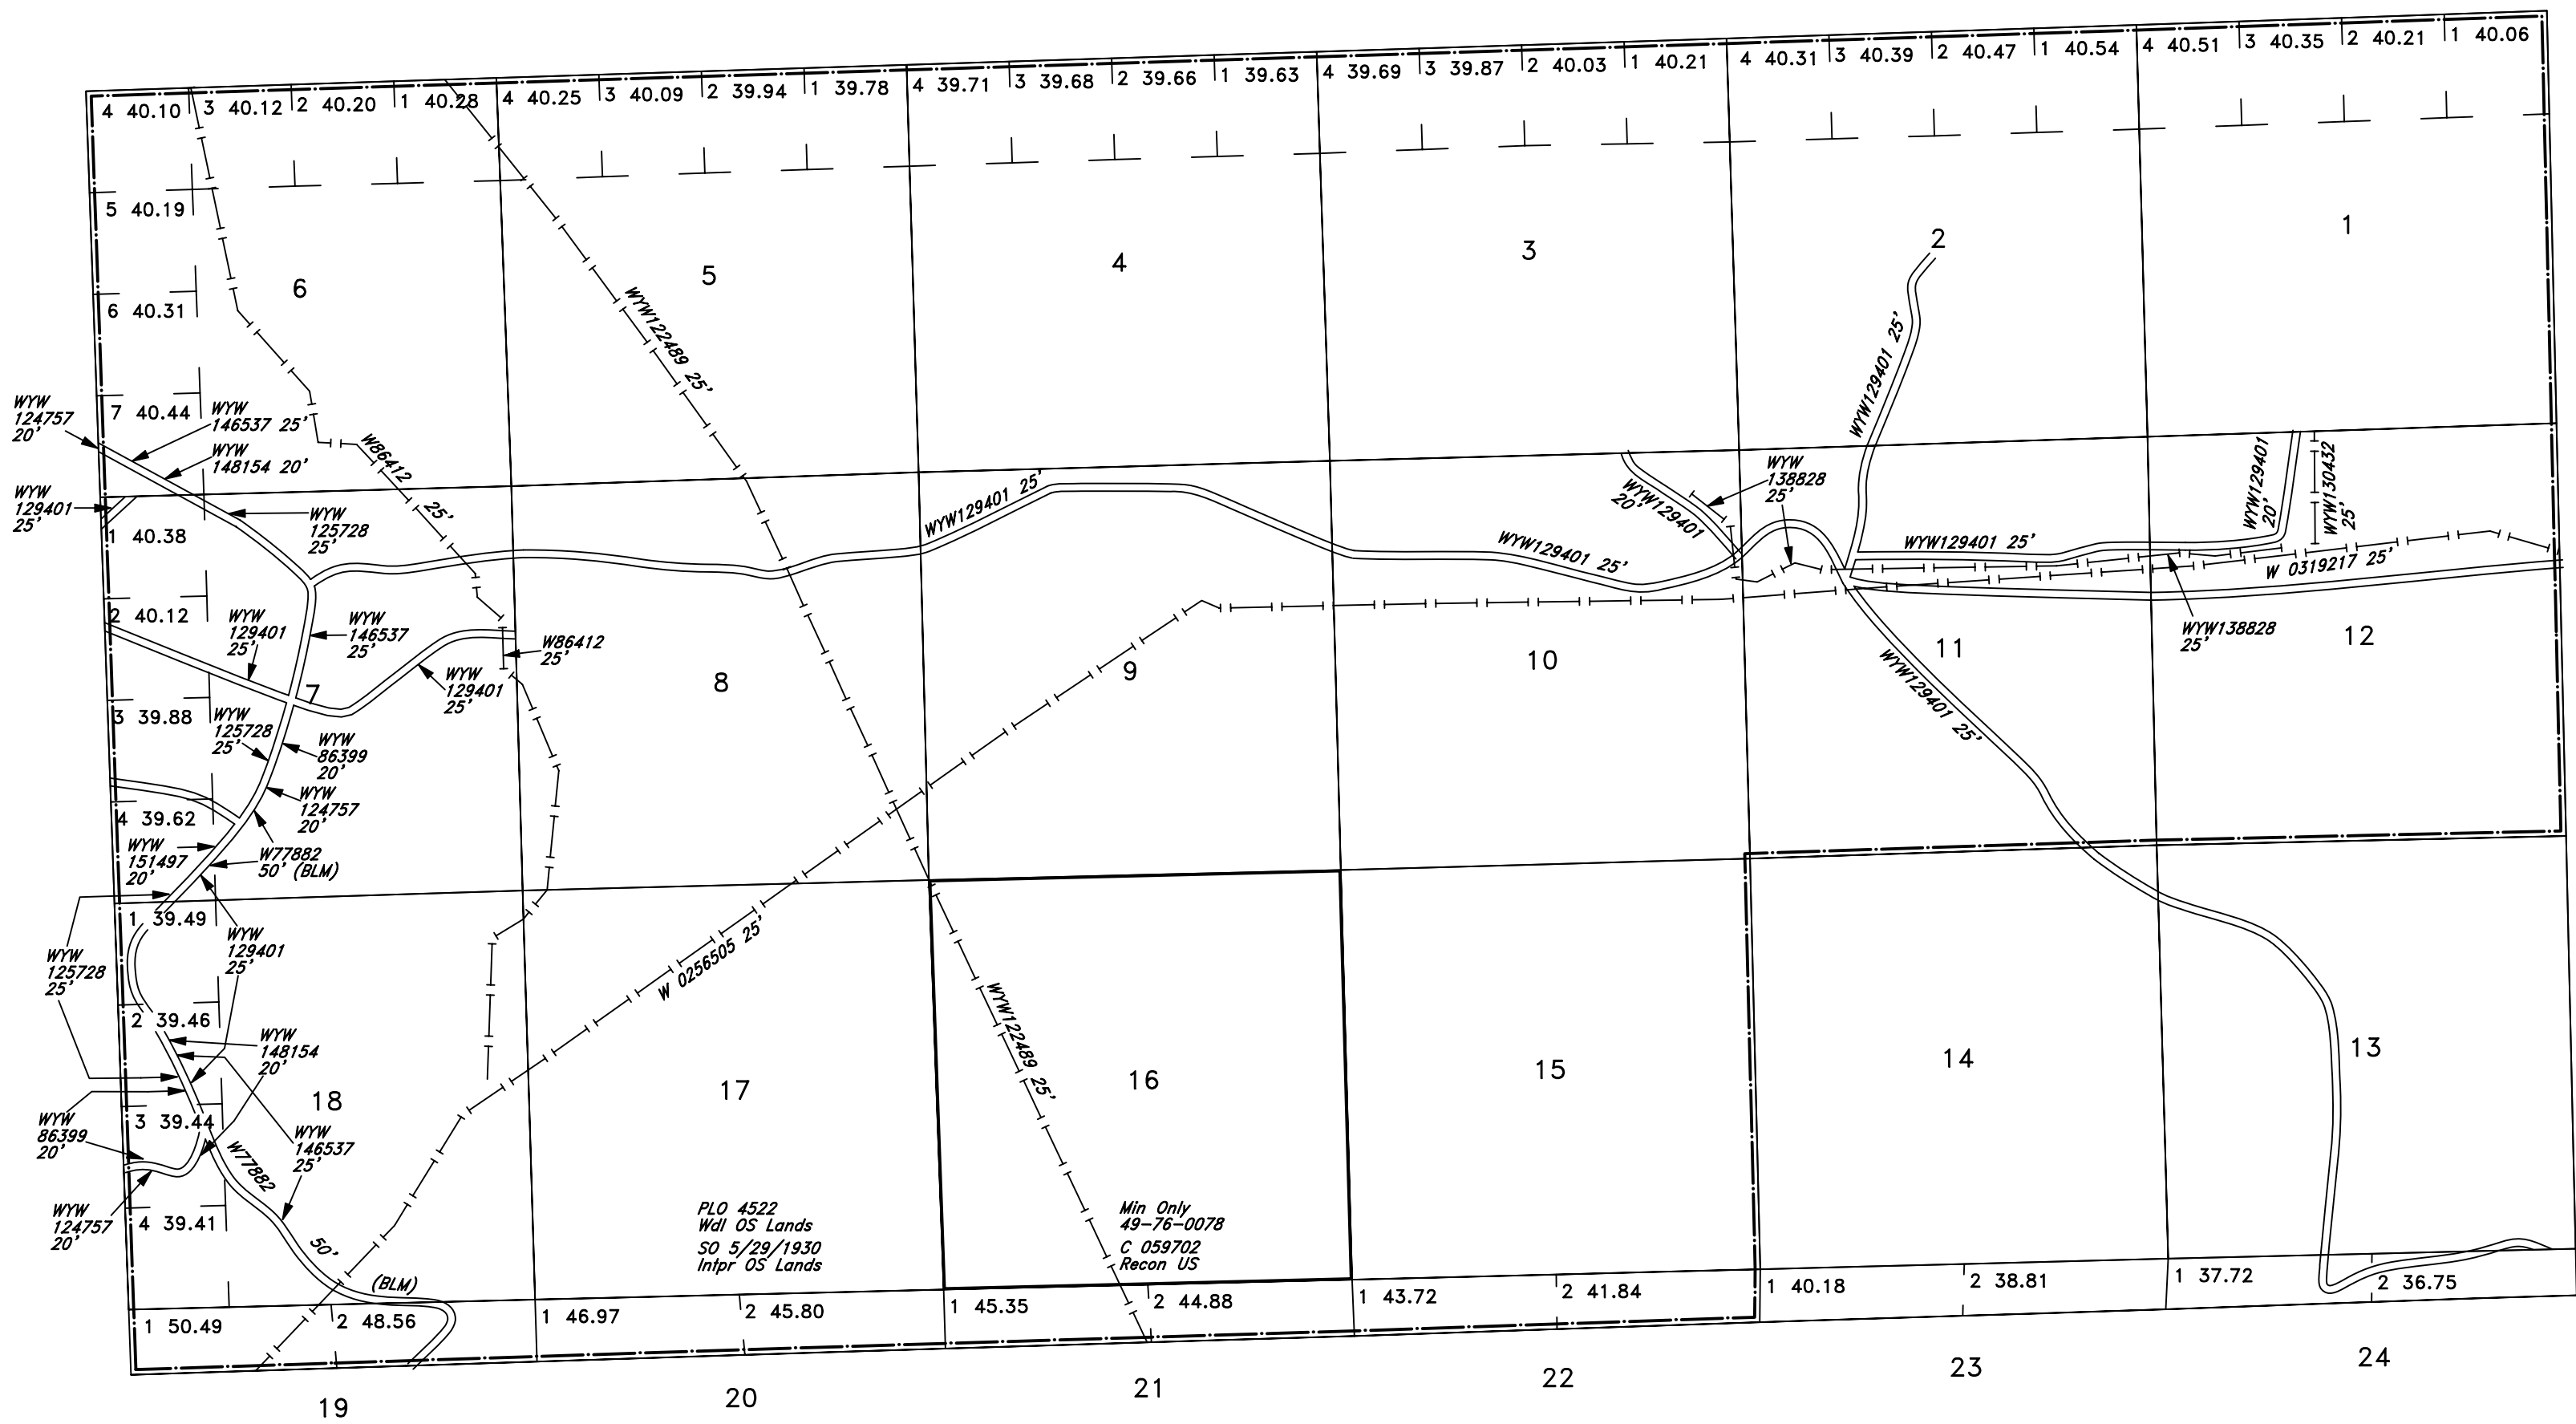 4 40.10
3 40.12
2 40.20
1 40.28
4 40.25
3 40.09
2 39.94
1 39.78
4 39.71
3 39.68
2 39.66
1 39.63
4 39.69
3 39.87
2 40.03
1 40.21
4 40.31
3 40.39
2 40.47
1 40.54
4 40.51
3 40.35
2 40.21
1 40.06
5 40.19
6 40.31
7 40.44
6
5
4
3
2
1
WYW122489 25'
WYW129401 25'
WYW
124757
20'
WYW
146537 25'
WYW
148154 20'
W86412 25'
WYW
129401
25'
WYW
125728
25'
1 40.38
WYW129401 25'
WYW129401 25'
WYW129401
20'
WYW
138828
25'
WYW129401 25'
WYW129401
20'
WYW130432
25'
W 0319217 25'
WYW138828
25'
2 40.12
WYW
129401
25'
WYW
146537
25'
W86412
25'
WYW
129401
25'
7
8
9
10
11
12
WYW129401 25'
3 39.88
WYW
125728
25'
WYW
86399
20'
WYW
124757
20'
4 39.62
WYW
151497
20'
W77882
50' (BLM)
1 39.49
WYW
129401
25'
WYW
125728
25'
W 0256505 25'
WYW122489 25'
2 39.46
WYW
148154
20'
3 39.44
WYW
86399
20'
WYW
146537
25'
W77882
50'
(BLM)
WYW
124757
20'
4 39.41
18
17
16
15
14
13
PLO 4522
Wdl OS Lands
SO 5/29/1930
Intpr OS Lands
Min Only
49-76-0078
C 059702
Recon US
1 50.49
2 48.56
1 46.97
2 45.80
1 45.35
2 44.88
1 43.72
2 41.84
1 40.18
2 38.81
1 37.72
2 36.75
19
20
21
22
23
24